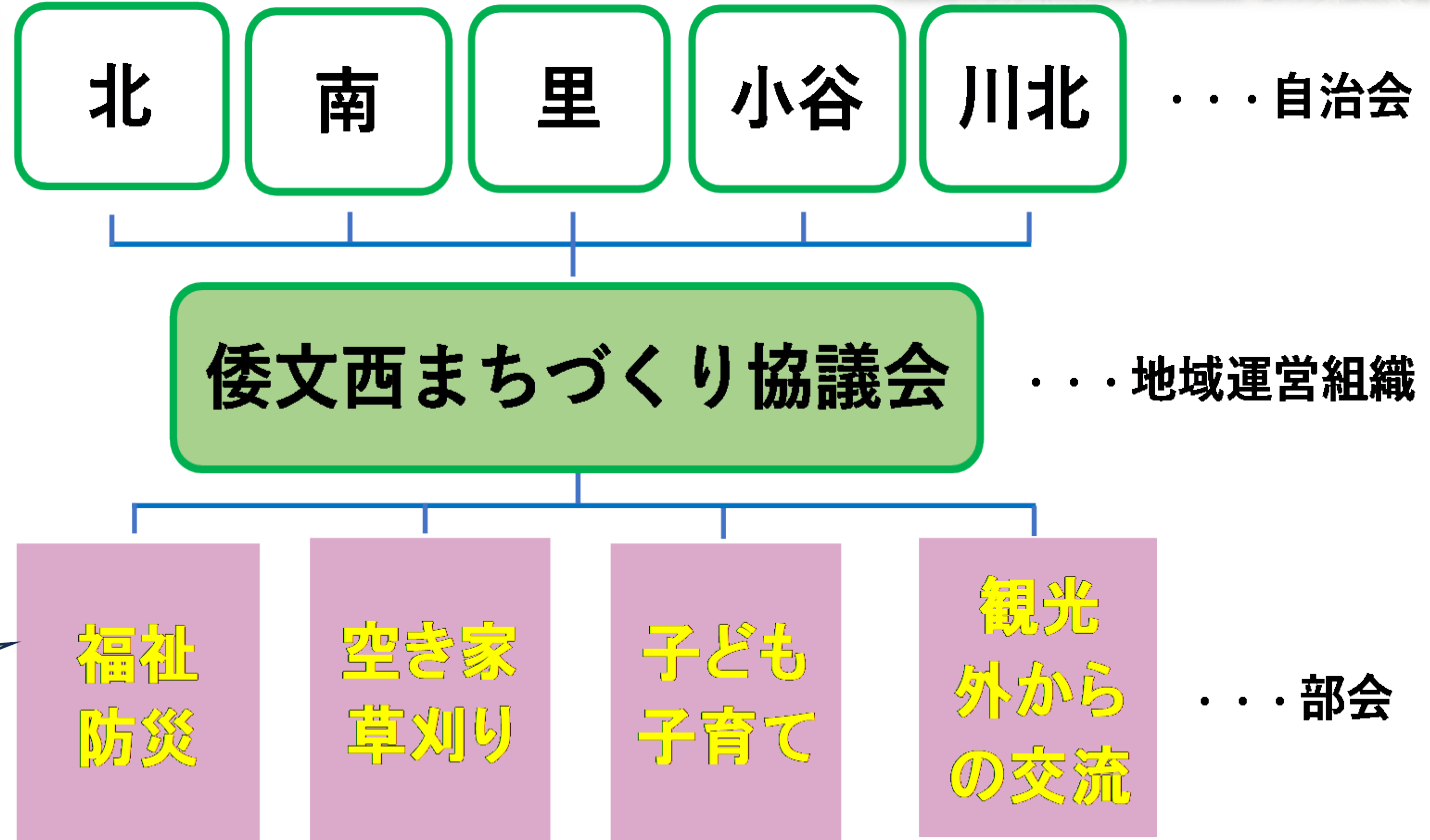 北 南 里 小谷 川北 ・・・自治会
倭文西まちづくり協議会 ・・・地域運営組織
福祉
防災
空き家
草刈り
子ども
子育て
観光
外から
の交流
・・・部会